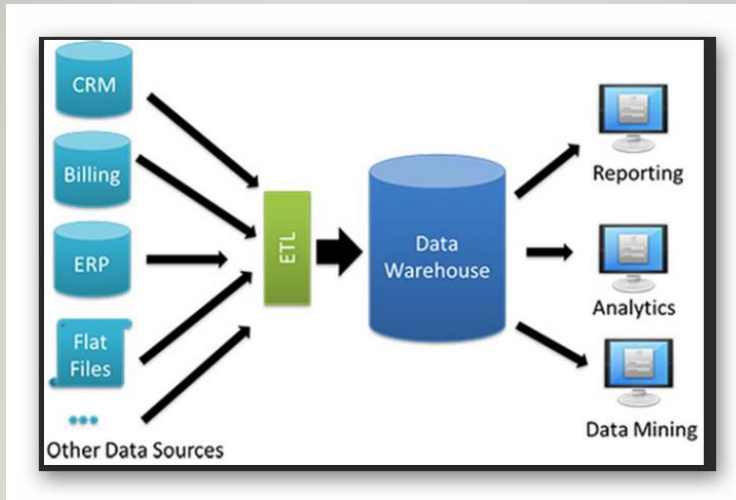 CRM
Billing
ERP
Flat
Files
Other Data Sources
ETL
Data
Warehouse
Reporting
Analytics
Data Mining